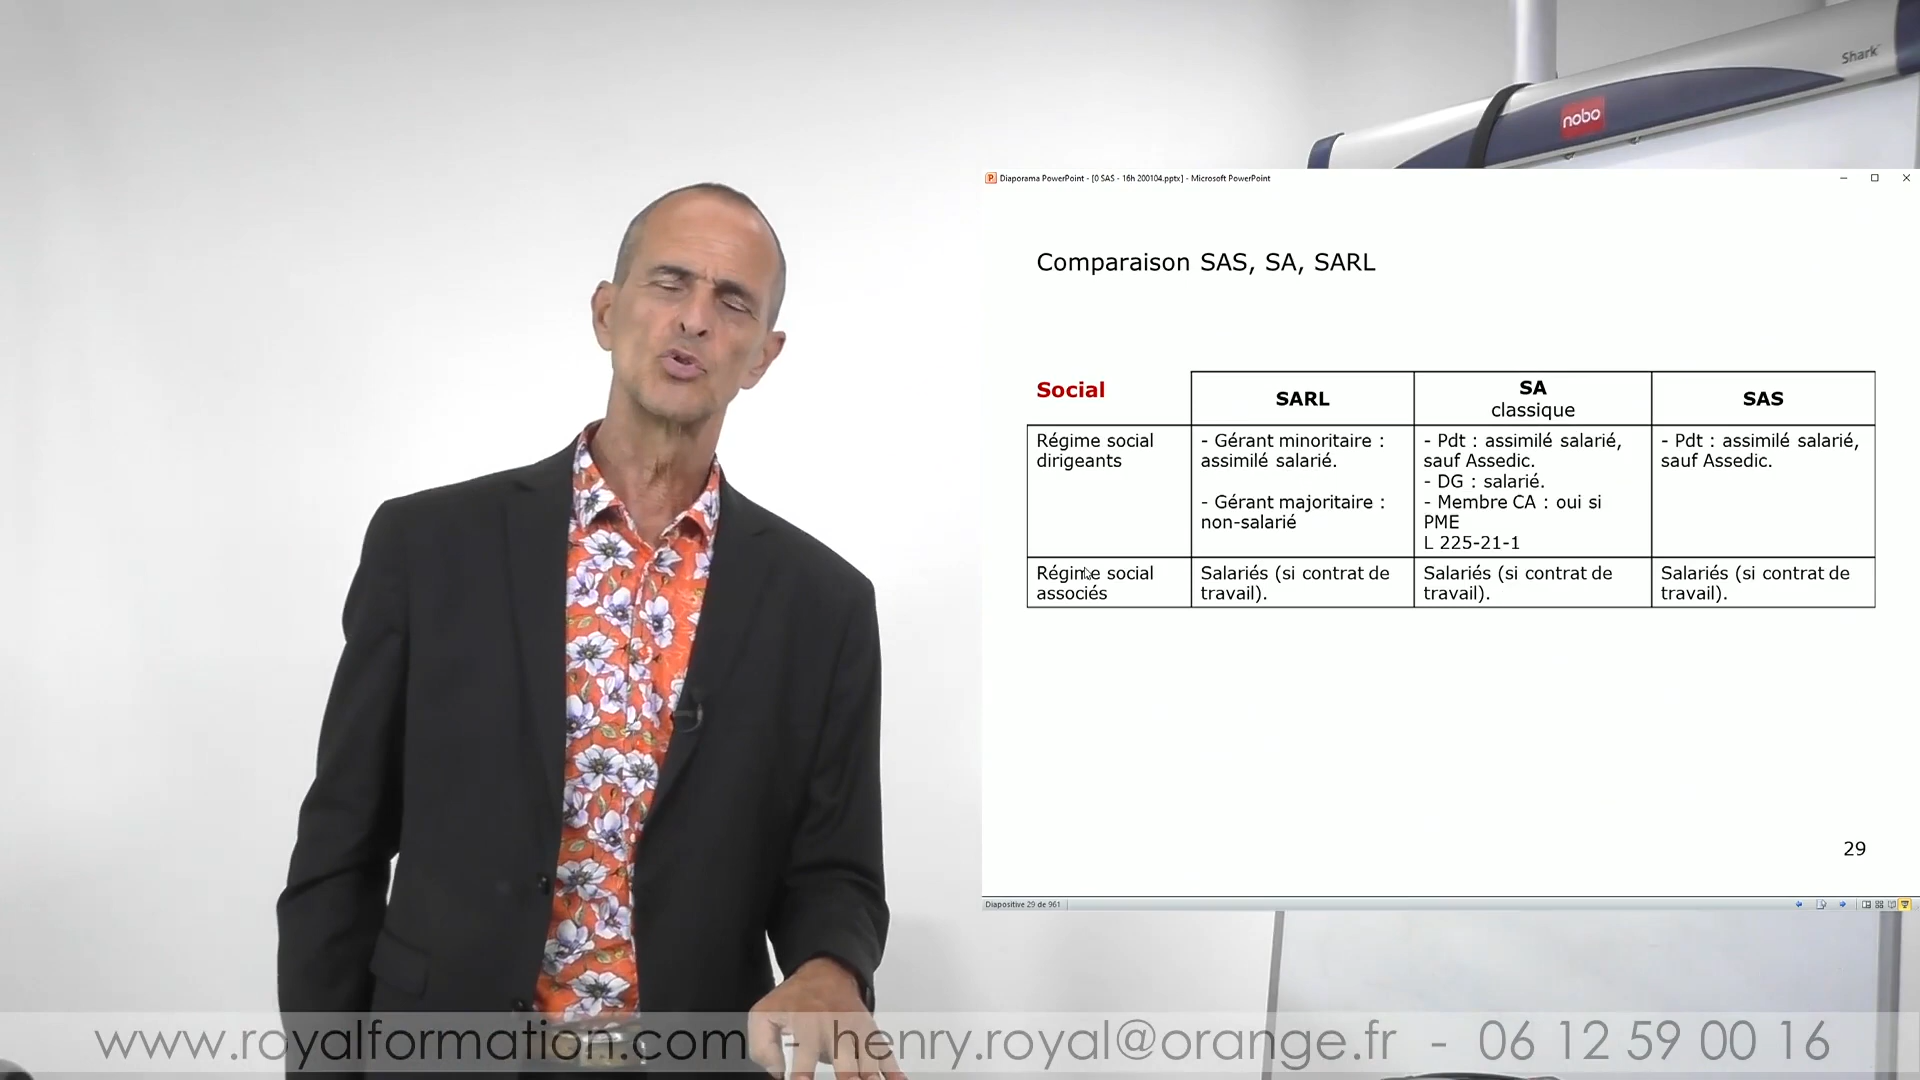 Shark
nobo
Diaporama PowerPoint - [0 SAS - 16h 200104.pptx] - Microsoft PowerPoint
Comparaison SAS, SA, SARL
Social
SARL
SA
classique
SAS
Régime social
dirigeants
- Gérant minoritaire :
assimilé salarié.
- Gérant majoritaire :
non-salarié
- Pdt : assimilé salarié,
sauf Assedic.
- DG : salarié.
- Membre CA : oui si
PME
L 225-21-1
- Pdt : assimilé salarié,
sauf Assedic.
Régime social
associés
Salariés (si contrat de
travail).
Salariés (si contrat de
travail).
Salariés (si contrat de
travail).
29
Diapositive 29 de 961
www.royalformation.com - henry.royal@orange.fr - 06 12 59 00 16